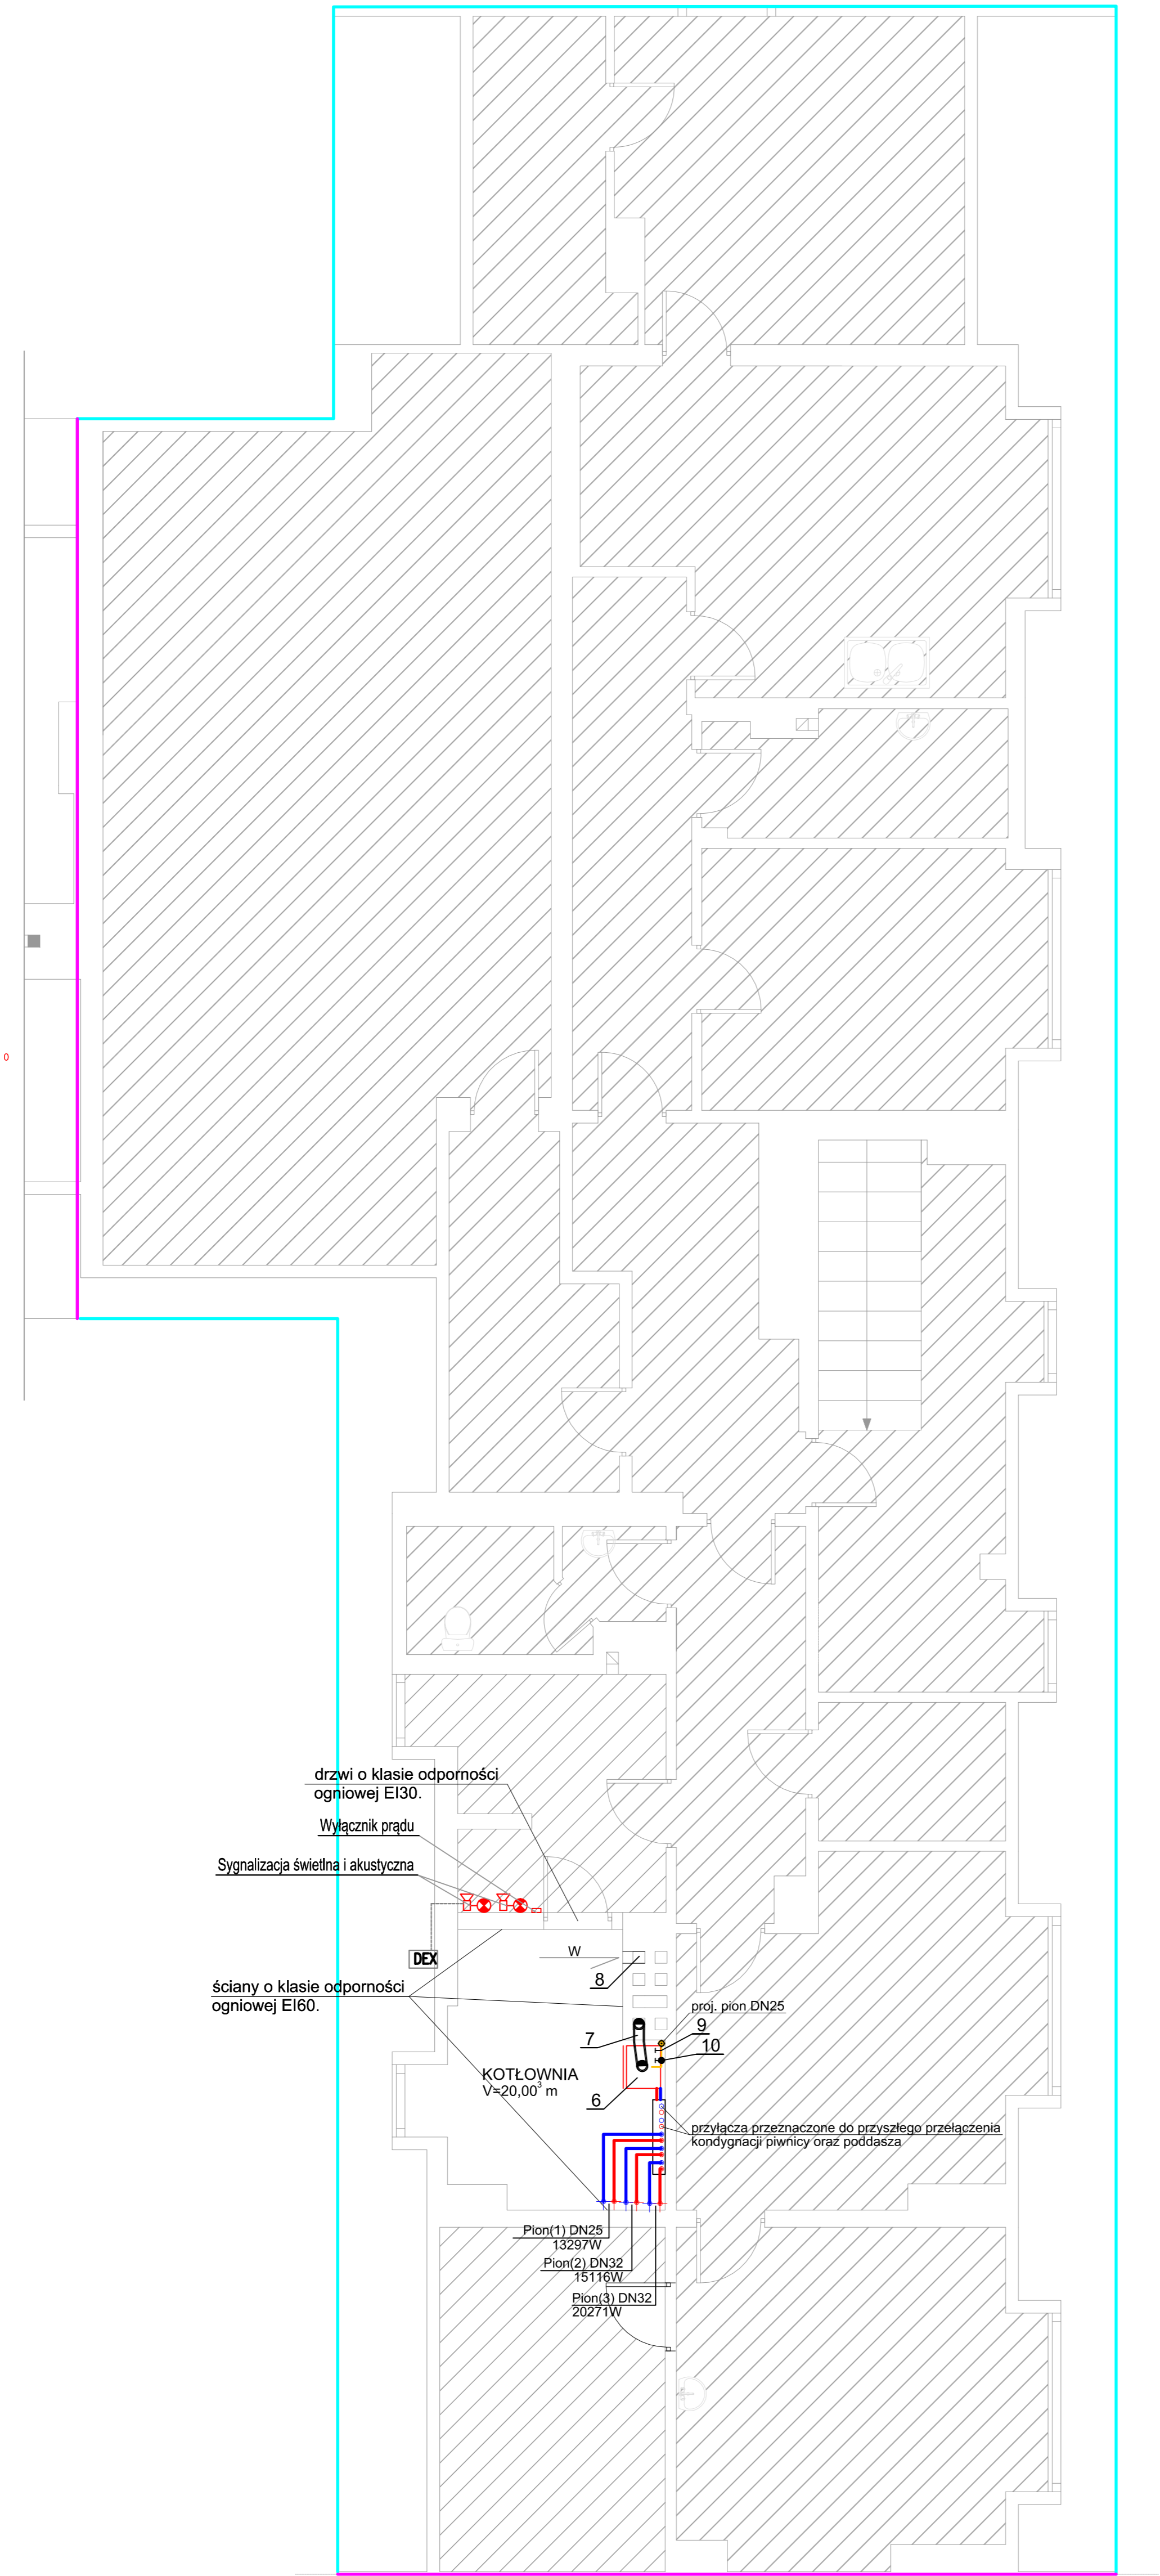 0
drzwi o klasie odporności
ogniowej EI30.
Wyłącznik prądu
Sygnalizacja świetlna i akustyczna
DEX
W
8
ściany o klasie odporności
ogniowej EI60.
proj. pion DN25
9
7
10
KOTŁOWNIA
V=20,00³ m
6
przyłącza przeznaczone do przyszłego przełączenia
kondygnacji piwnicy oraz poddasza
Pion(1) DN25
13297W
Pion(2) DN32
15116W
Pion(3) DN32
20271W